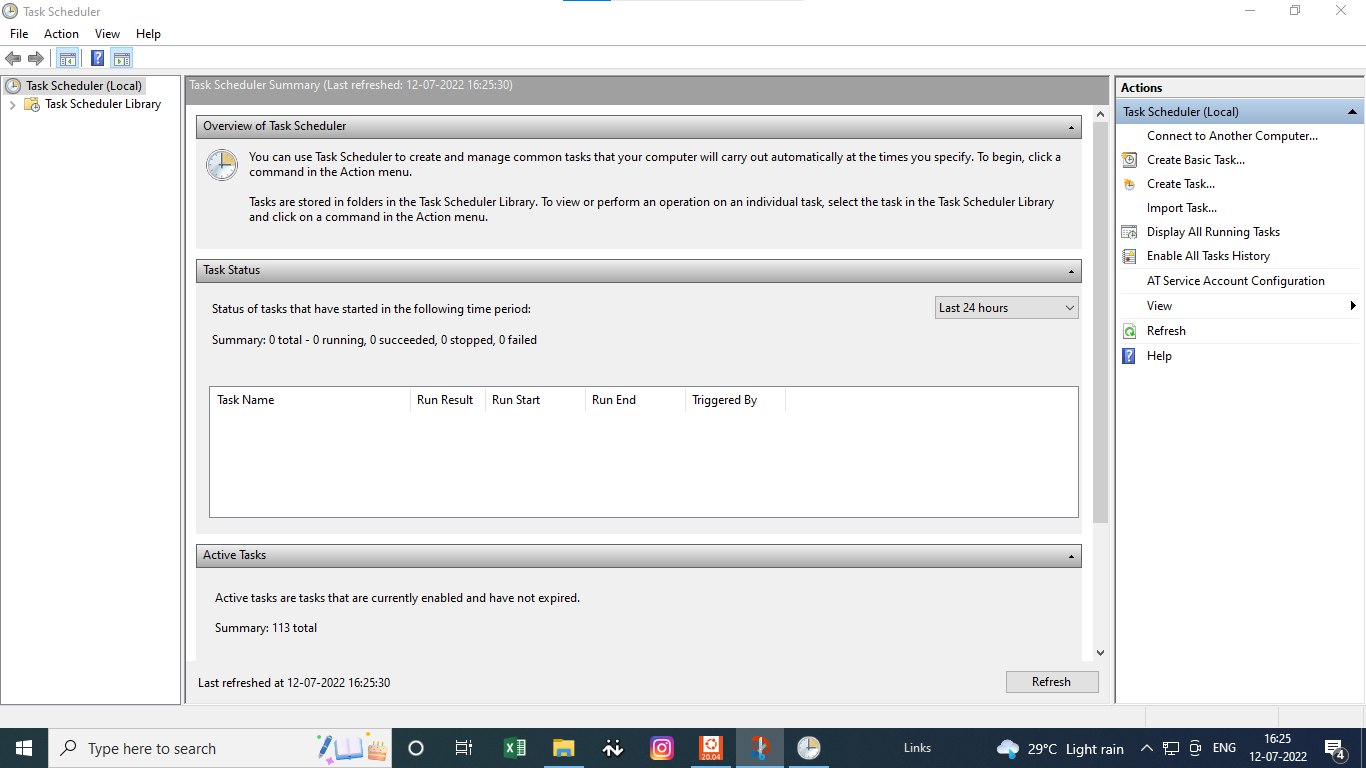 Task Scheduler
File Action View Help
Task Scheduler (Local)
Task Scheduler Library
Task Scheduler Summary (Last refreshed: 12-07-2022 16:25:30)
Overview of Task Scheduler
You can use Task Scheduler to create and manage common tasks that your computer will carry out automatically at the times you specify. To begin, click a
command in the Action menu.
Tasks are stored in folders in the Task Scheduler Library. To view or perform an operation on an individual task, select the task in the Task Scheduler Library
and click on a command in the Action menu.
Task Status
Status of tasks that have started in the following time period:
Last 24 hours
Summary: 0 total - 0 running, 0 succeeded, 0 stopped, 0 failed
Task Name Run Result Run Start Run End Triggered By
Active Tasks
Active tasks are tasks that are currently enabled and have not expired.
Summary: 113 total
Last refreshed at 12-07-2022 16:25:30
Refresh
Actions
Task Scheduler (Local)
Connect to Another Computer...
Create Basic Task...
Create Task...
Import Task...
Display All Running Tasks
Enable All Tasks History
AT Service Account Configuration
View
Refresh
Help
Type here to search
20.04
Links
29°C Light rain
ENG
16:25
12-07-2022
4